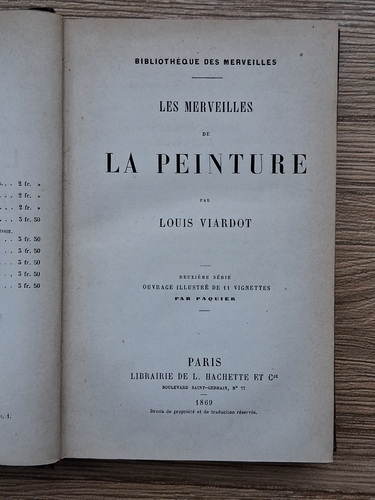 2 fr. »
2 fr. »
2 fr. »
3 fr. 50
3 fr. 50
3 fr. 50
3 fr. 50
3 fr. 50
3 fr. 50
BIBLIOTHÈQUE DES MERVEILLES
LES MERVEILLES
DE
LA PEINTURE
PAR
LOUIS VIARDOT
DEUXIÈME SÉRIE
OUVRAGE ILLUSTRÉ DE 11 VIGNETTES
PAR PAQUIER
PARIS
LIBRAIRIE DE L. HACHETTE ET Cie
BOULEVARD SAINT-GERMAIN, N° 77
1869
Droits de propriété et de traduction réservés.